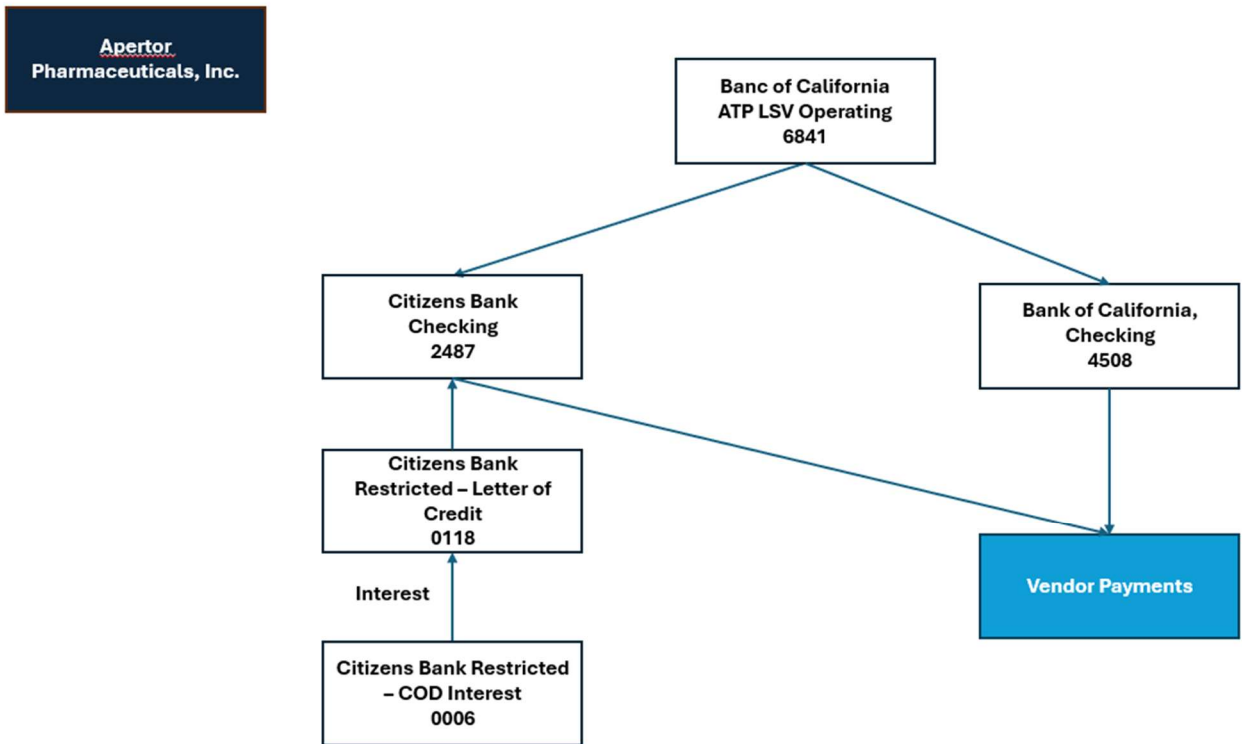 Apertor
Pharmaceuticals, Inc.
Banc of California
ATP LSV Operating
6841
Citizens Bank
Checking
2487
Bank of California,
Checking
4508
Citizens Bank
Restricted – Letter of
Credit
0118
Interest
Vendor Payments
Citizens Bank Restricted
– COD Interest
0006